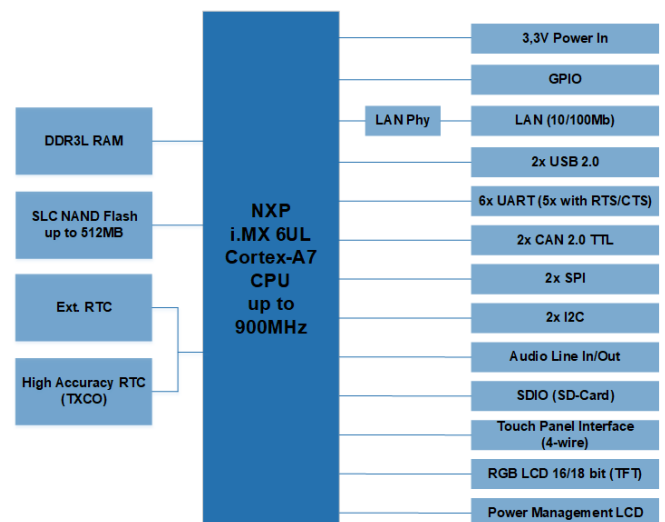 DDR3L RAM
SLC NAND Flash
up to 512MB
Ext. RTC
High Accuracy RTC
(TXCO)
NXP
i.MX 6UL
Cortex-A7
CPU
up to
900MHz
3,3V Power In
GPIO
LAN Phy
LAN (10/100Mb)
2x USB 2.0
6x UART (5x with RTS/CTS)
2x CAN 2.0 TTL
2x SPI
2x I2C
Audio Line In/Out
SDIO (SD-Card)
Touch Panel Interface
(4-wire)
RGB LCD 16/18 bit (TFT)
Power Management LCD